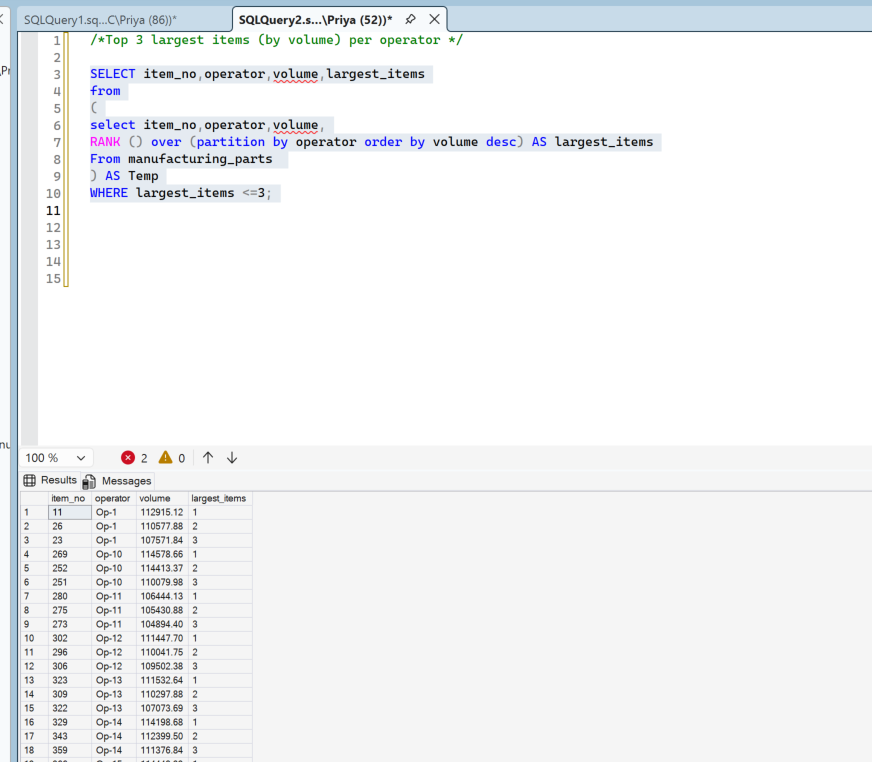 SQLQuery1.sq...C\Priya (86))*
SQLQuery2.s...\Priya (52))*
1 /*Top 3 largest items (by volume) per operator */
2
3 SELECT item_no,operator,volume,largest_items
4 from
5 (
6 select item_no,operator,volume,
7 RANK () over (partition by operator order by volume desc) AS largest_items
8 From manufacturing_parts
9 ) AS Temp
10 WHERE largest_items <=3;
11
12
13
14
15
100 % 2 0
Results Messages
item_no operator volume largest_items
1 11 Op-1 112915.12 1
2 26 Op-1 110577.88 2
3 23 Op-1 107571.84 3
4 269 Op-10 114578.66 1
5 252 Op-10 114413.37 2
6 251 Op-10 110079.98 3
7 280 Op-11 106444.13 1
8 275 Op-11 105430.88 2
9 273 Op-11 104894.40 3
10 302 Op-12 111447.70 1
11 296 Op-12 110041.75 2
12 306 Op-12 109502.38 3
13 323 Op-13 111532.64 1
14 309 Op-13 110297.88 2
15 322 Op-13 107073.69 3
16 329 Op-14 114198.68 1
17 343 Op-14 112399.50 2
18 359 Op-14 111376.84 3